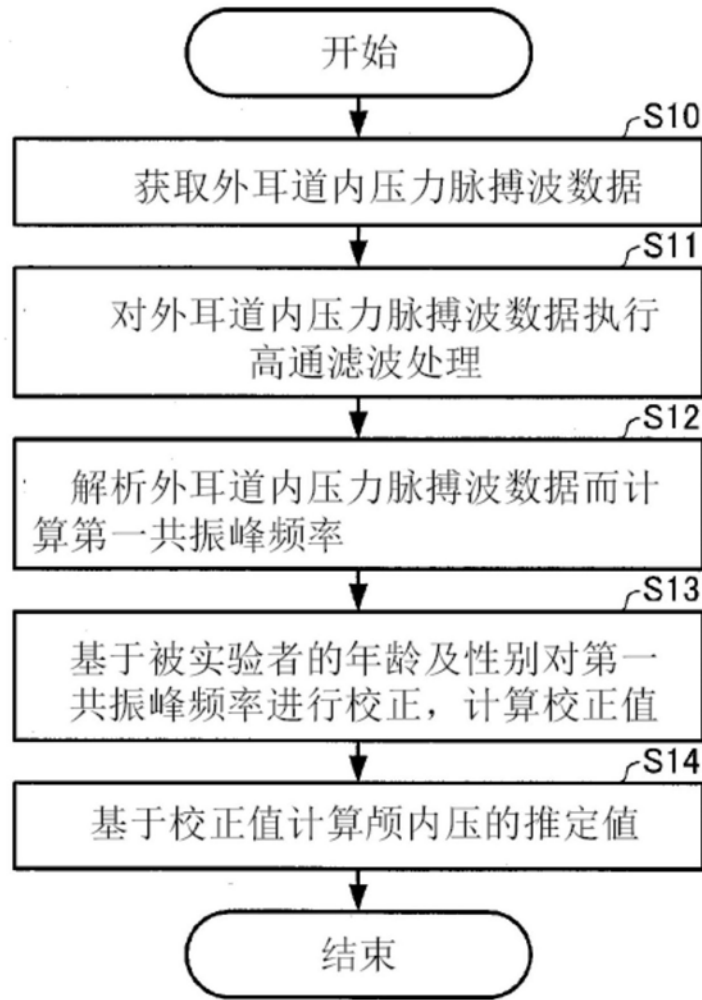 开始
S10
获取外耳道内压力脉搏波数据
S11
对外耳道内压力脉搏波数据执行
高通滤波处理
S12
解析外耳道内压力脉搏波数据而计
算第一共振峰频率
S13
基于被实验者的年龄及性别对第一
共振峰频率进行校正，计算校正值
S14
基于校正值计算颅内压的推定値
结束